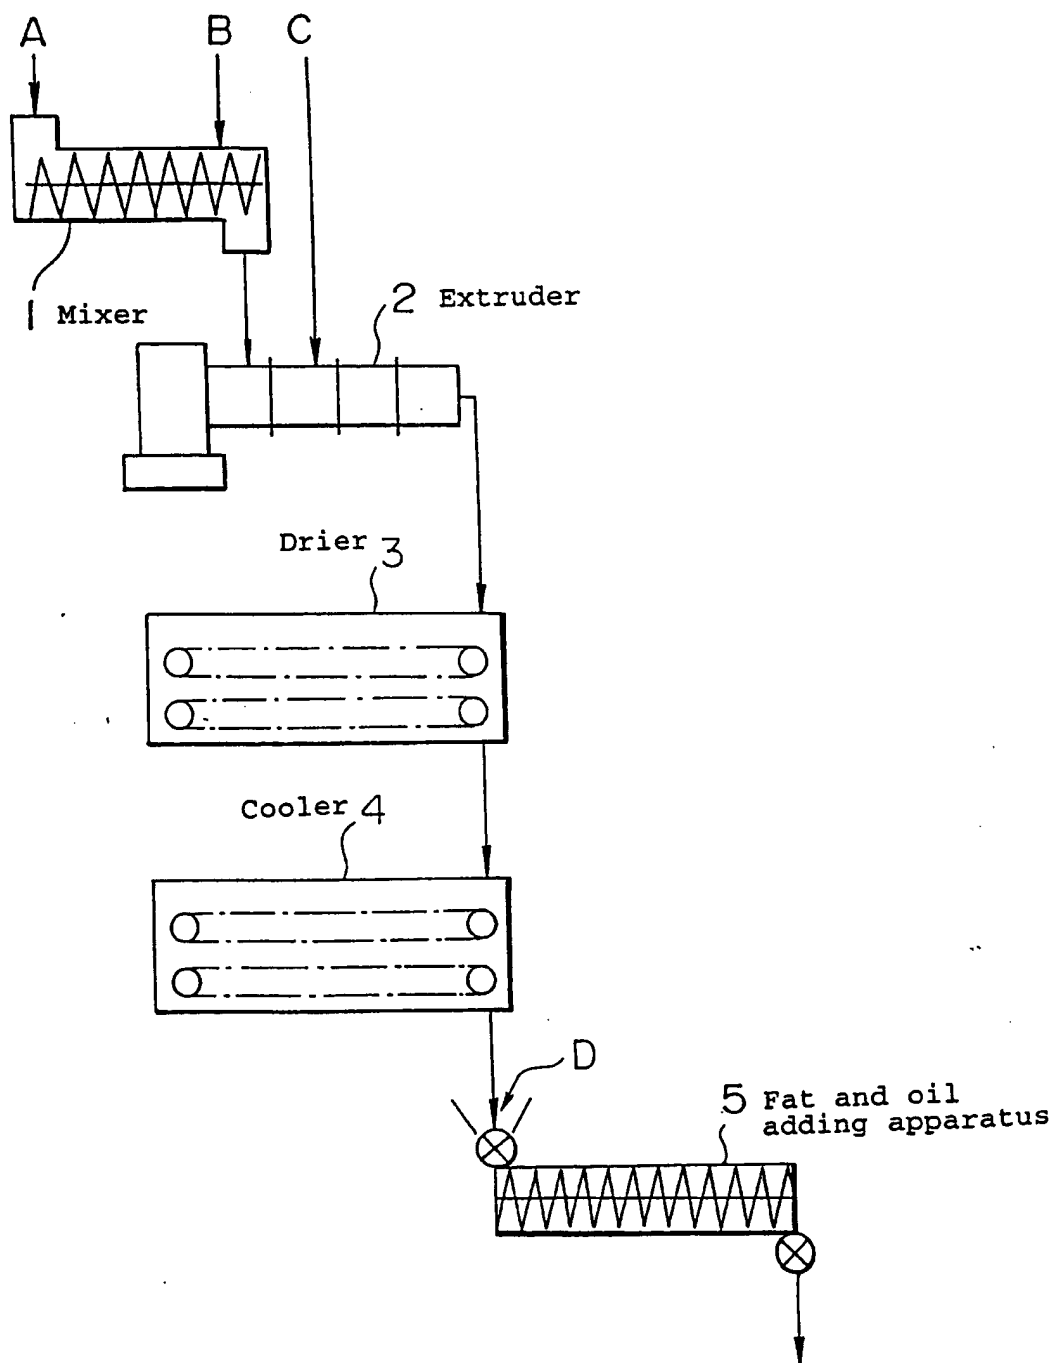 A B C
1 Mixer
2 Extruder
Drier 3
Cooler 4
D
5 Fat and oil
adding apparatus